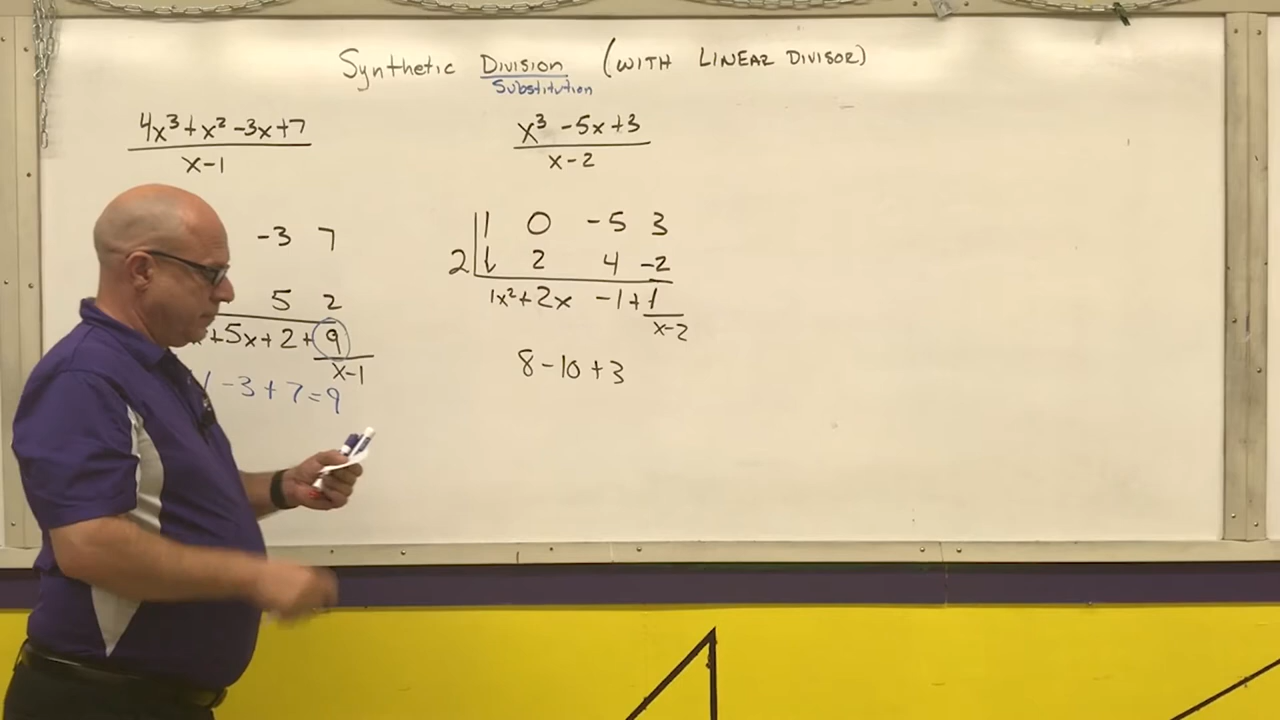 Synthetic Division (WITH LINEAR DIVISOR)
Substitution
4x³+x²-3x+7
x-1
-3 7
5 2
+5x+2+9
x-1
-3+7=9
x³-5x+3
x-2
1 0 -5 3
2 2 4 -2
1x²+2x -1+1
x-2
8-10+3